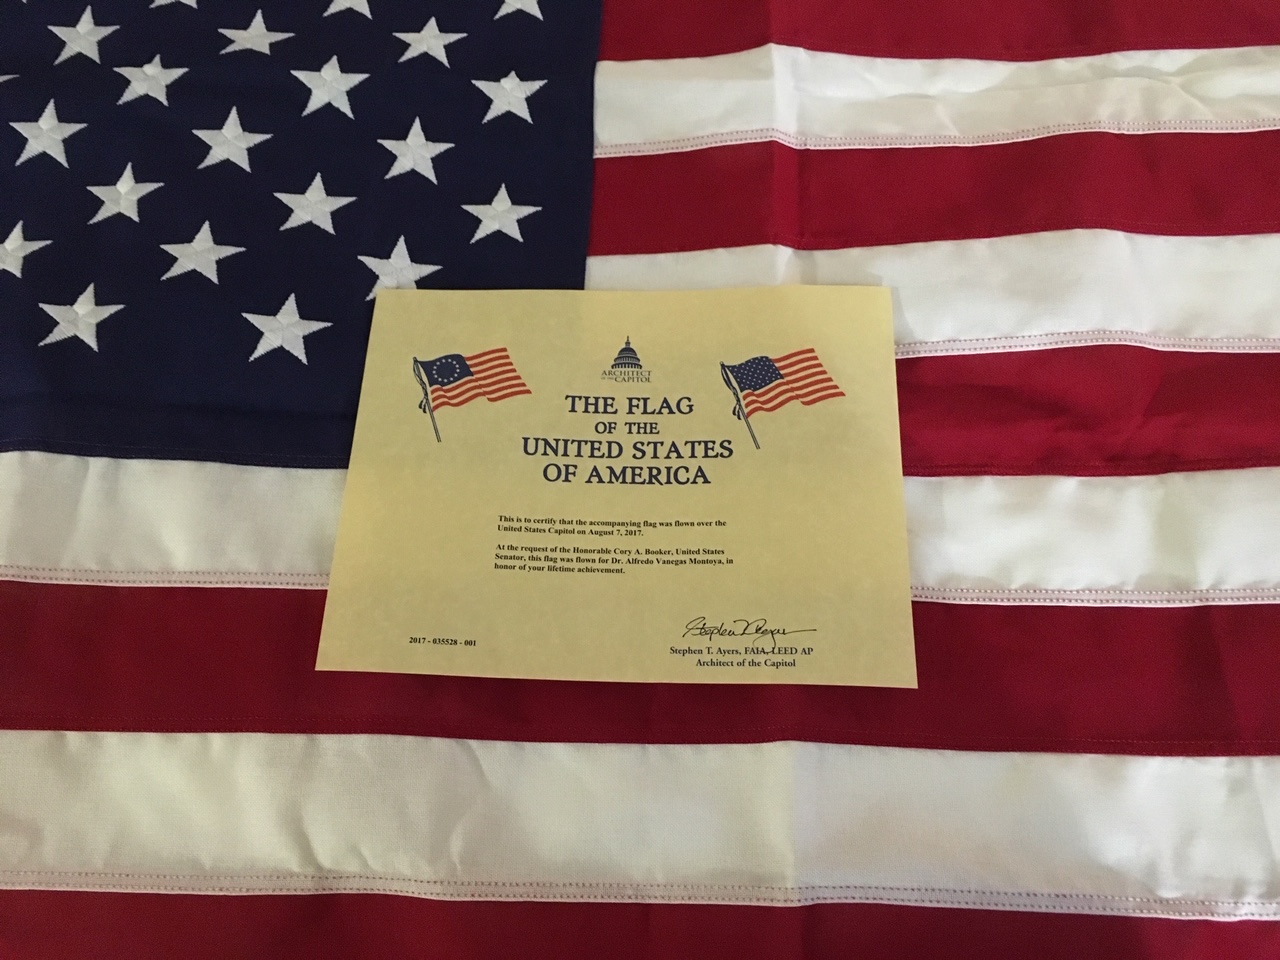 ARCHITECT
OF THE CAPITOL
THE FLAG
OF THE
UNITED STATES
OF AMERICA
This is to certify that the accompanying flag was flown over the
United States Capitol on August 7, 2017.
At the request of the Honorable Cory A. Booker, United States
Senator, this flag was flown for Dr. Alfredo Vanegas Montoya, in
honor of your lifetime achievement.
2017 - 035528 - 001
Stephen T. Ayers, FAIA, LEED AP
Architect of the Capitol